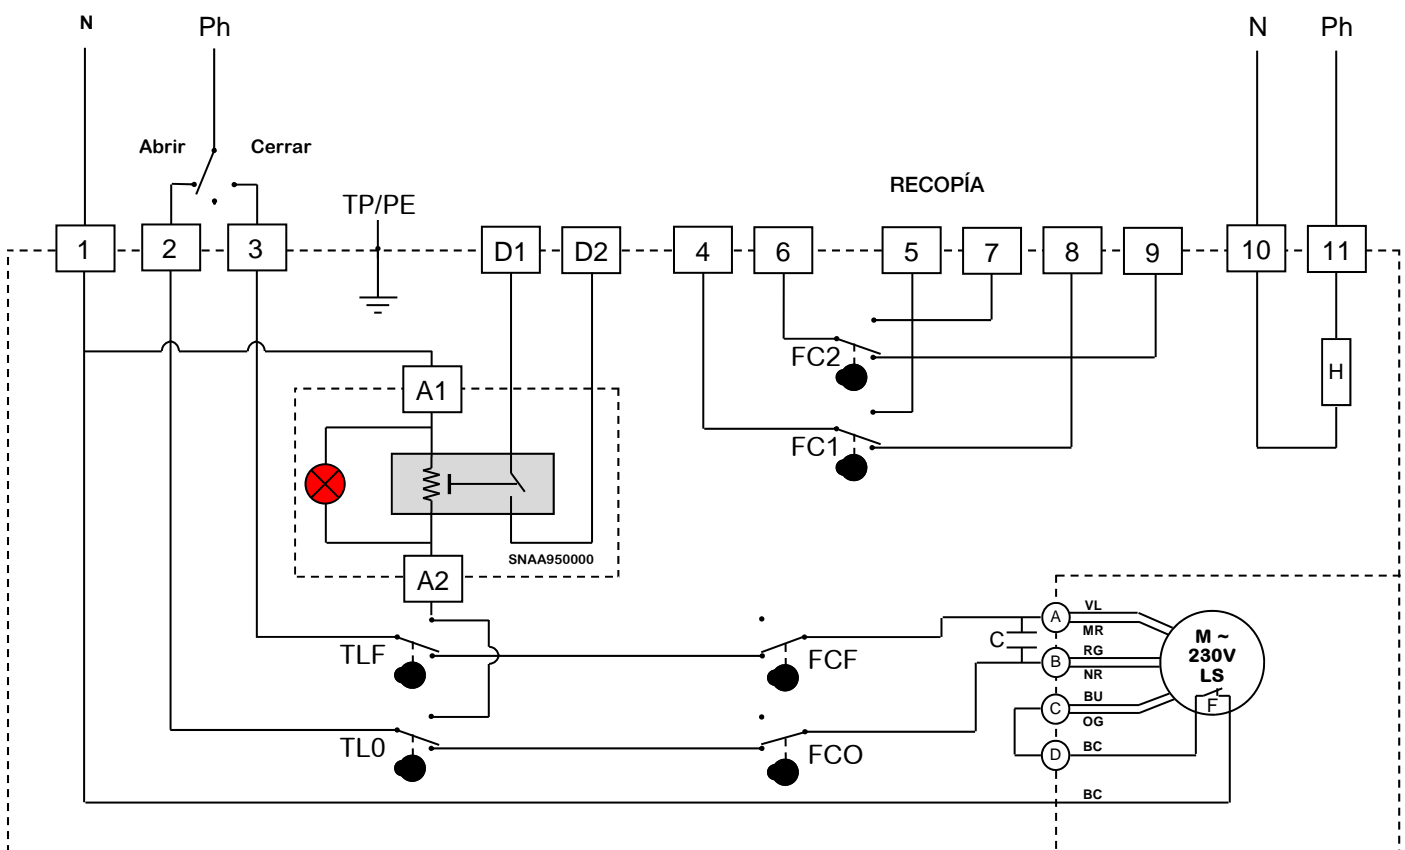 N
Ph
N
Ph
Abrir
Cerrar
RECOPÍA
TP/PE
1
2
3
D1
D2
4
6
5
7
8
9
10
11
FC2
H
A1
FC1
SNAA950000
A2
TLF
FCF
C
A
VL
MR
B
RG
NR
M ~
230V
LS
F
C
BU
OG
TL0
FCO
D
BC
BC